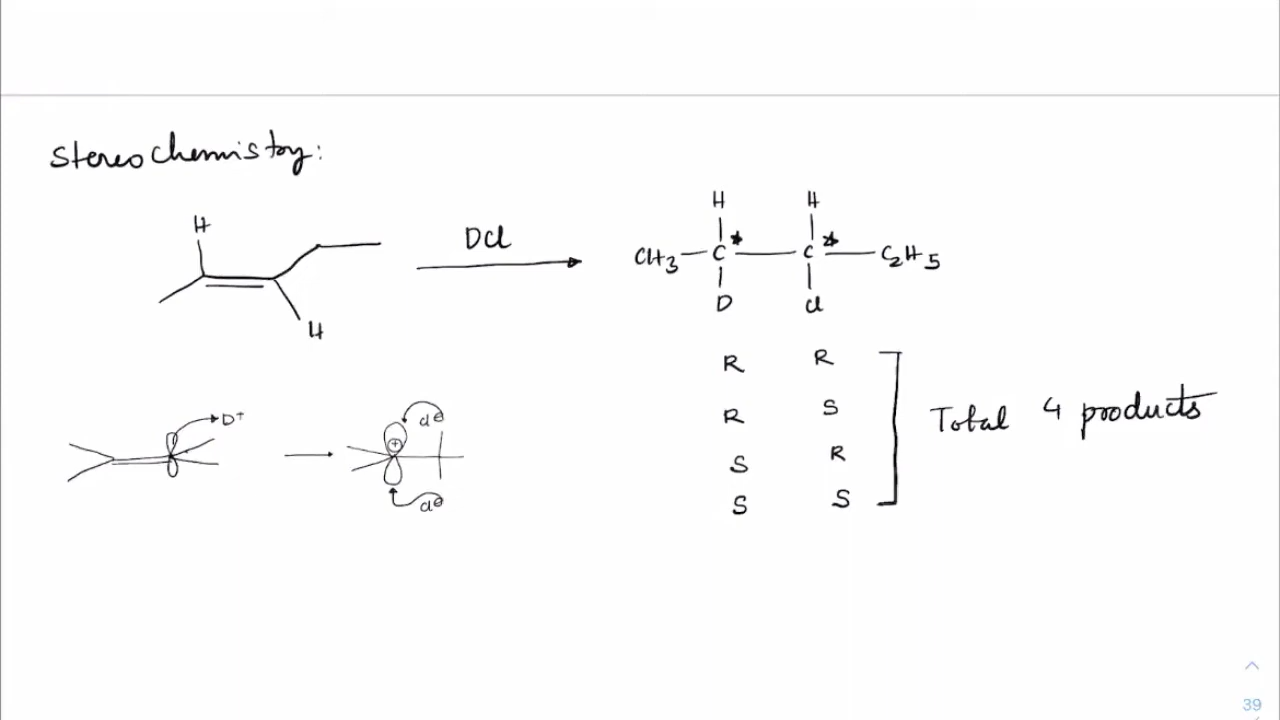 Stereochemistry:
H
H
DCl
H H
CH3 – C* – C* – C2H5
D Cl
R R
R S
S R
S S
Total 4 products
D+
+
Cl⊖
Cl⊖
39